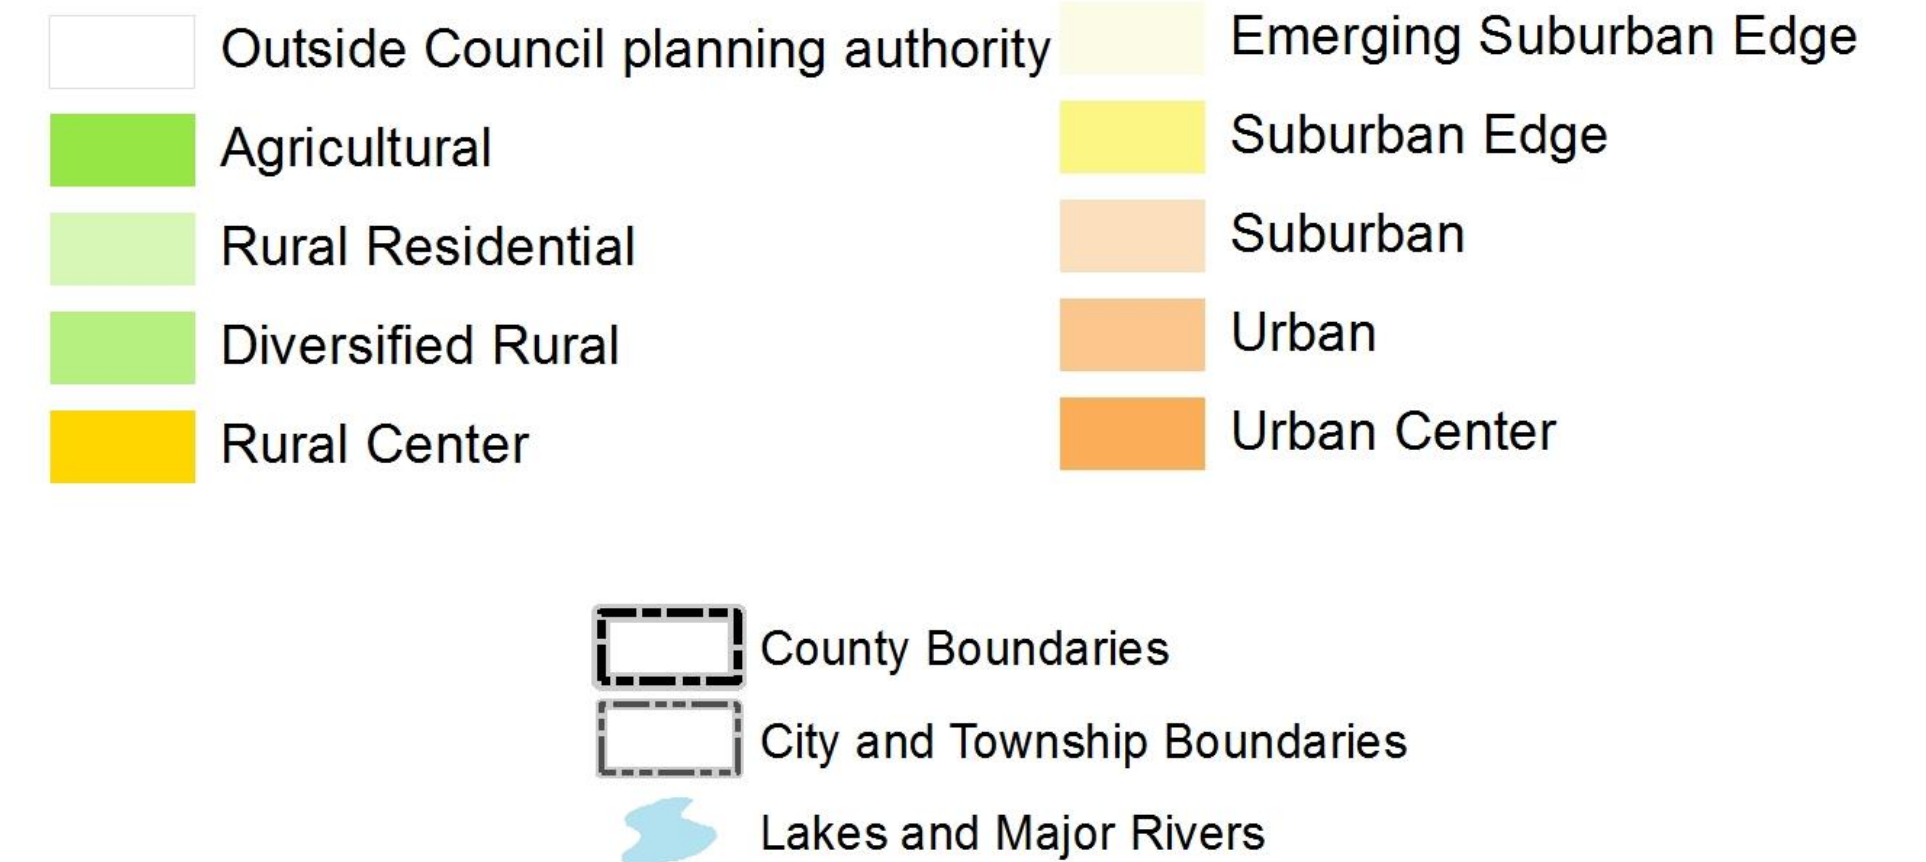 Outside Council planning authority
Agricultural
Rural Residential
Diversified Rural
Rural Center
Emerging Suburban Edge
Suburban Edge
Suburban
Urban
Urban Center
County Boundaries
City and Township Boundaries
Lakes and Major Rivers